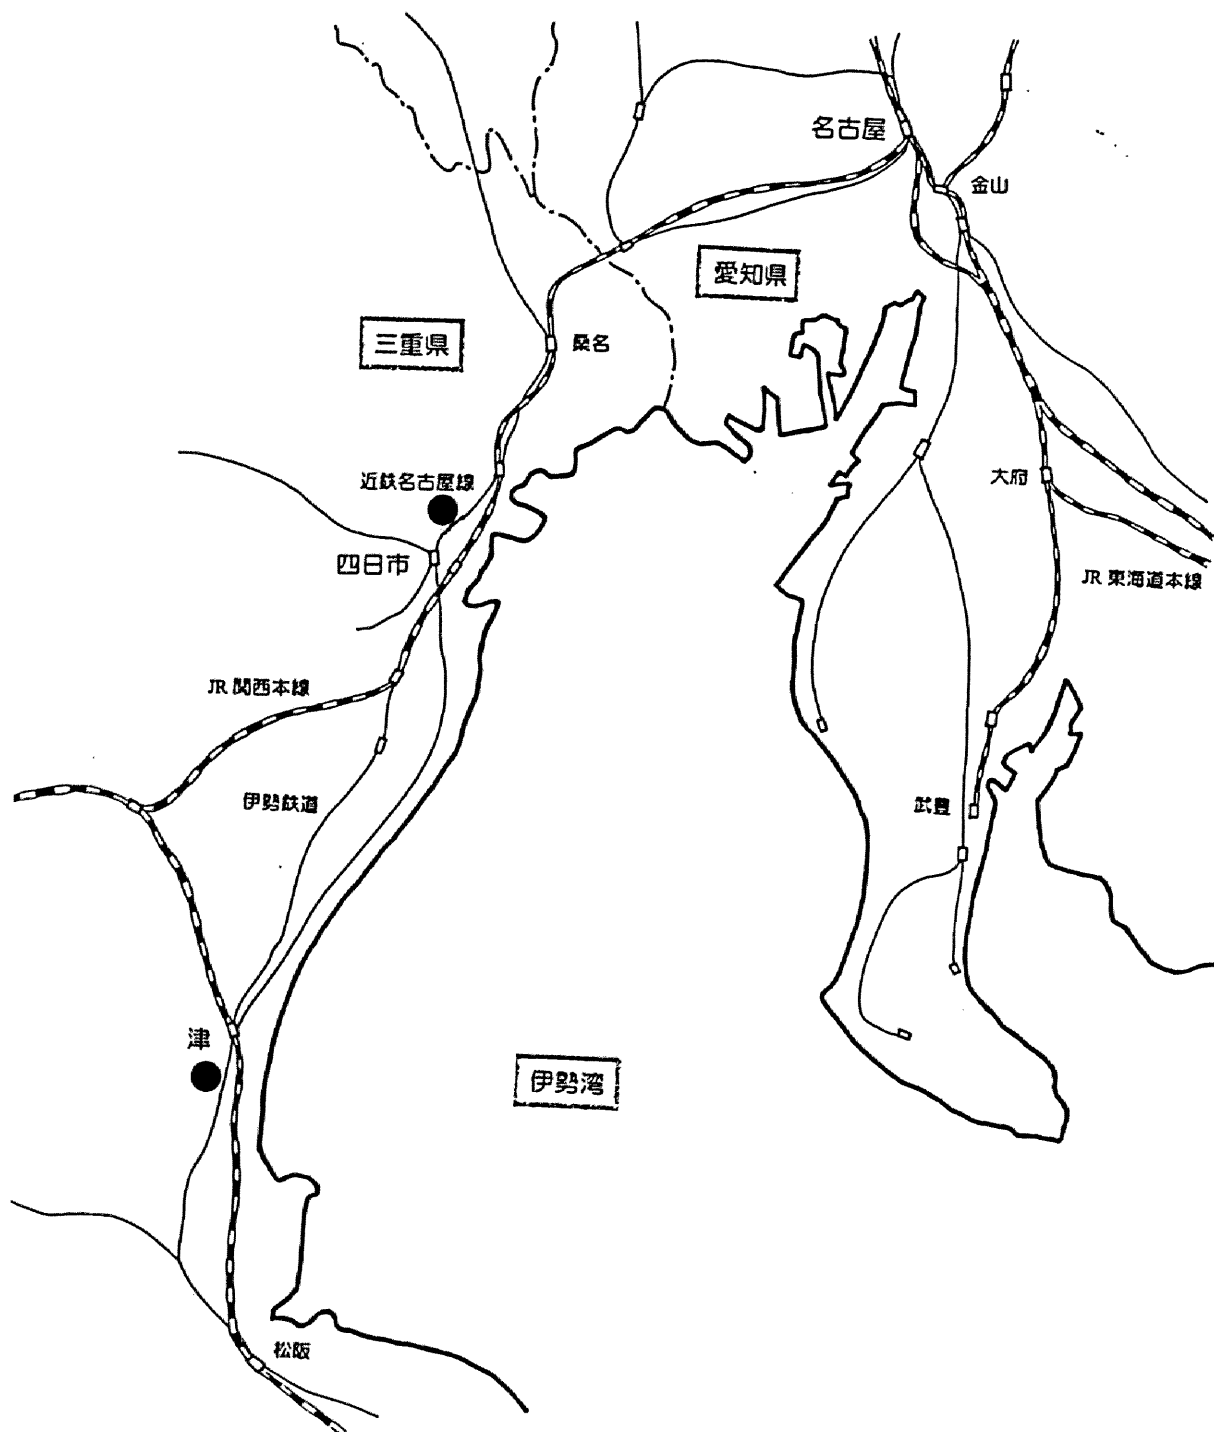 名古屋
金山
愛知県
三重県
桑名
近鉄名古屋線
大府
四日市
JR 東海道本線
JR 関西本線
伊勢鉄道
武豊
津
伊勢湾
松阪